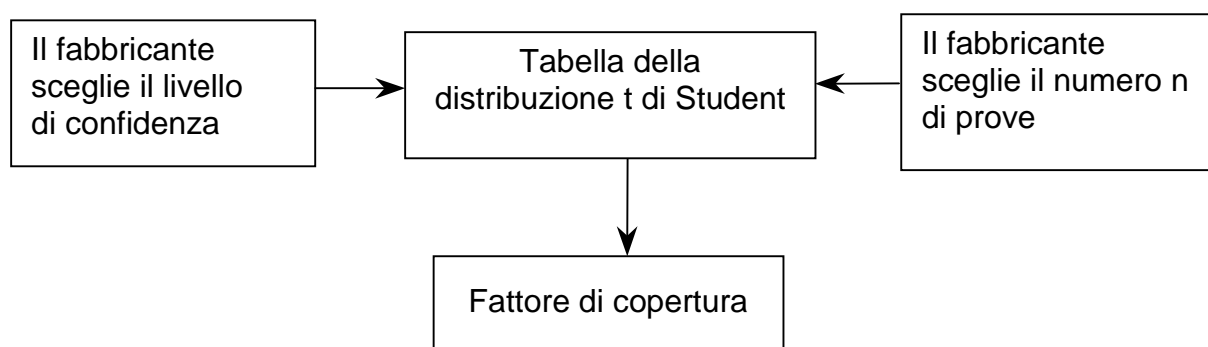 Il fabbricante
sceglie il livello
di confidenza
Tabella della
distribuzione t di Student
Il fabbricante
sceglie il numero n
di prove
Fattore di copertura